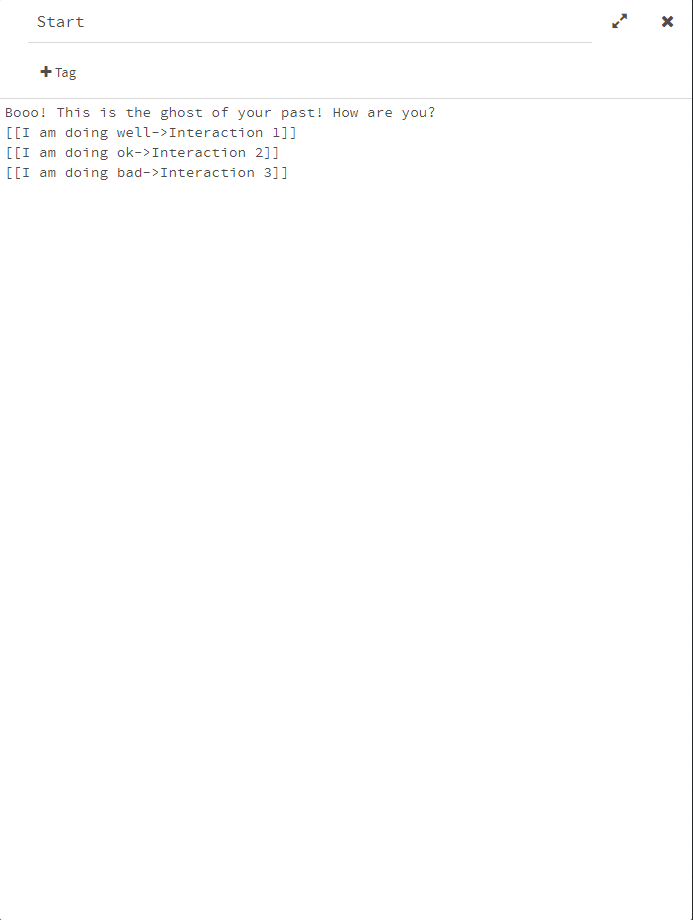 Start
Tag
Booo! This is the ghost of your past! How are you?
[[I am doing well->Interaction 1]]
[[I am doing ok->Interaction 2]]
[[I am doing bad->Interaction 3]]